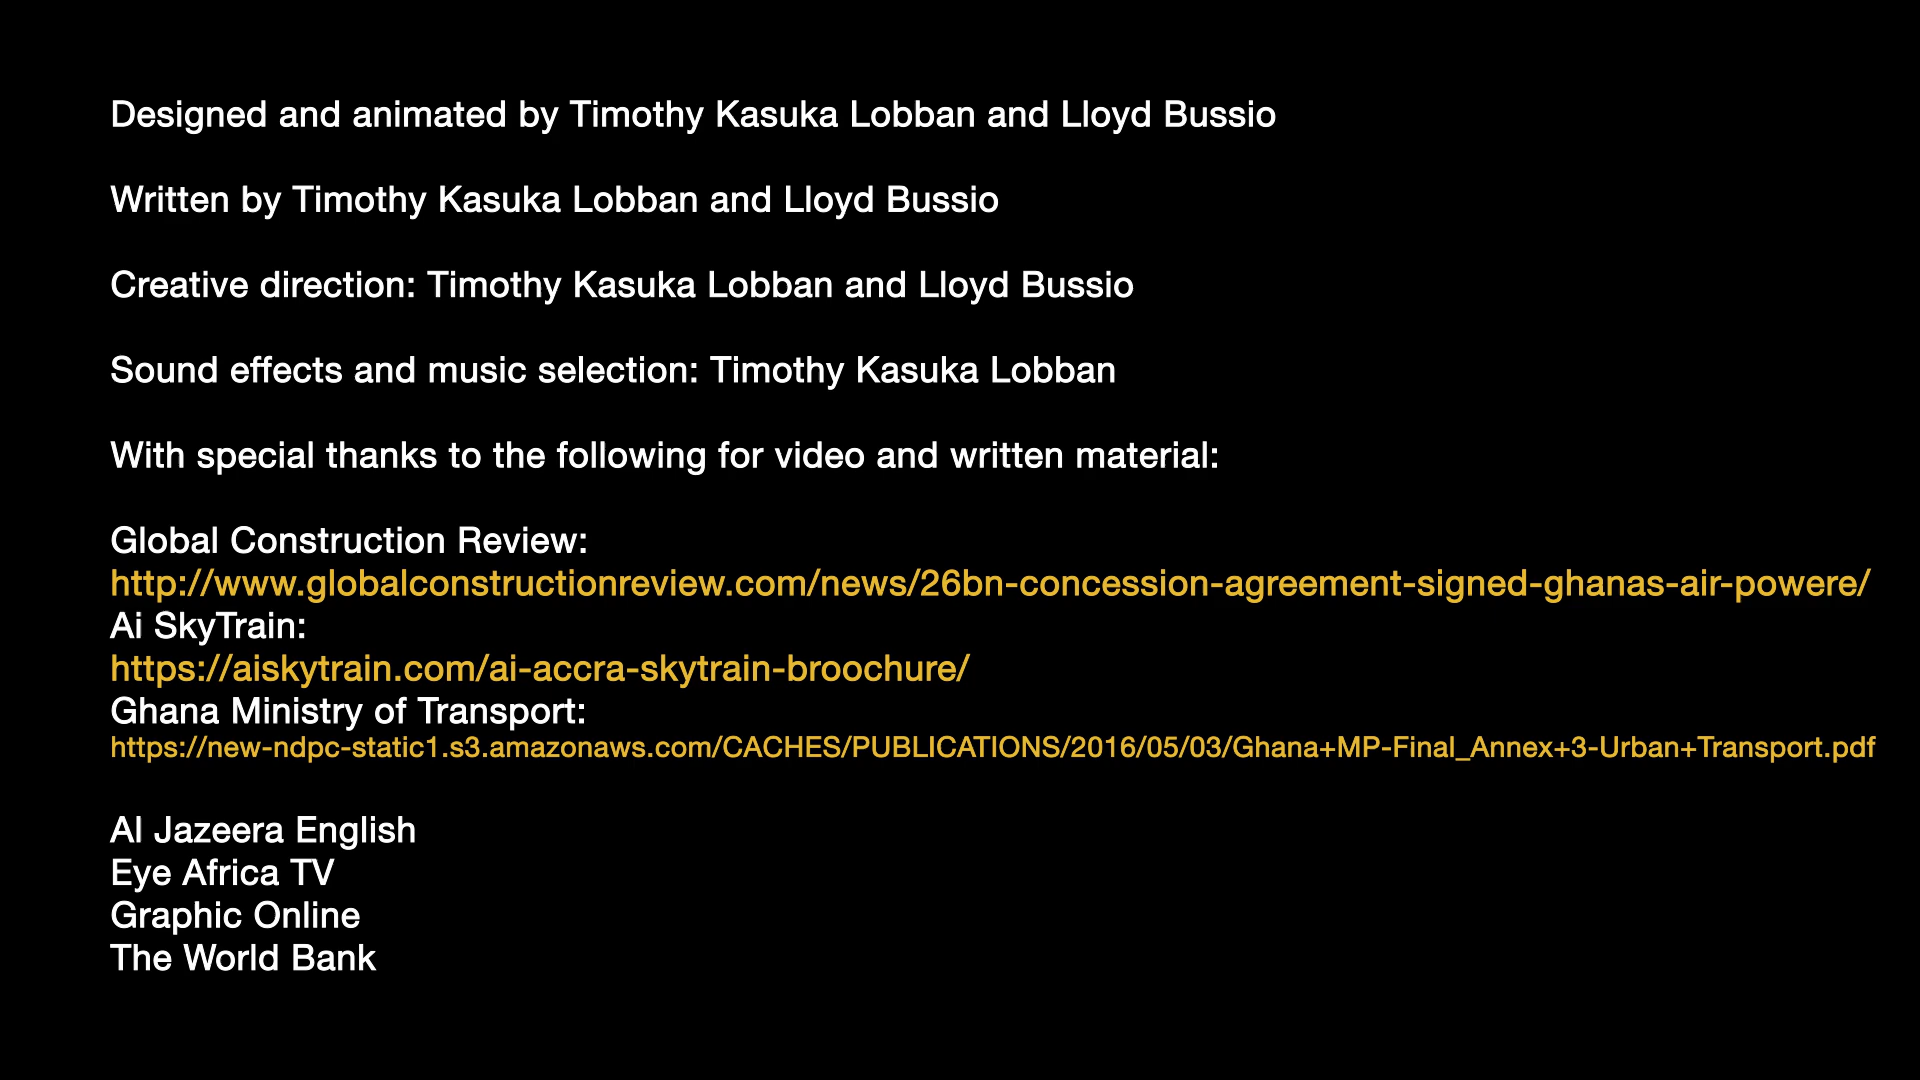 Designed and animated by Timothy Kasuka Lobban and Lloyd Bussio
Written by Timothy Kasuka Lobban and Lloyd Bussio
Creative direction: Timothy Kasuka Lobban and Lloyd Bussio
Sound effects and music selection: Timothy Kasuka Lobban
With special thanks to the following for video and written material:
Global Construction Review:
http://www.globalconstructionreview.com/news/26bn-concession-agreement-signed-ghanas-air-powere/
Ai SkyTrain:
https://aiskytrain.com/ai-accra-skytrain-broochure/
Ghana Ministry of Transport:
https://new-ndpc-static1.s3.amazonaws.com/CACHES/PUBLICATIONS/2016/05/03/Ghana+MP-Final_Annex+3-Urban+Transport.pdf
Al Jazeera English
Eye Africa TV
Graphic Online
The World Bank